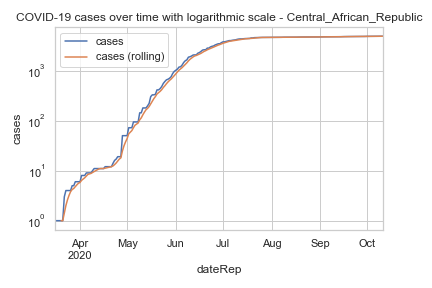 COVID-19 cases over time with logarithmic scale - Central_African_Republic
cases
cases (rolling)
10³
10²
10¹
10⁰
cases
Apr
2020
May
Jun
Jul
Aug
Sep
Oct
dateRep